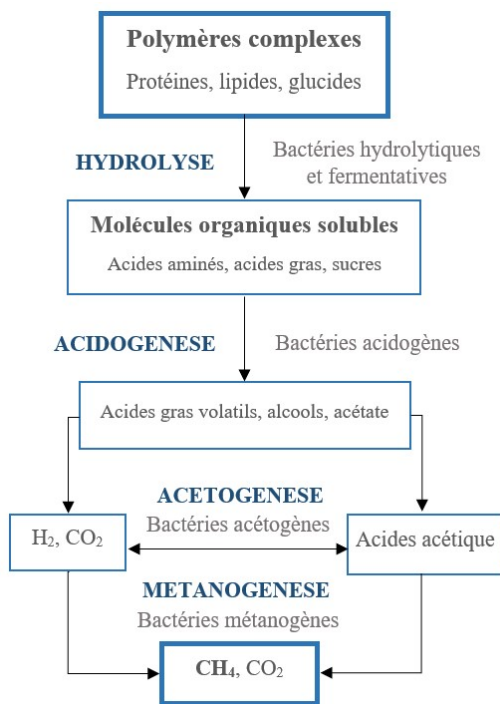 Polymères complexes
Protéines, lipides, glucides
HYDROLYSE
Bactéries hydrolytiques
et fermentatives
Molécules organiques solubles
Acides aminés, acides gras, sucres
ACIDOGENESE
Bactéries acidogènes
Acides gras volatils, alcools, acétate
ACETOGENESE
Bactéries acétogènes
H₂, CO₂
Acides acétique
METANOGENESE
Bactéries métanogènes
CH₄, CO₂